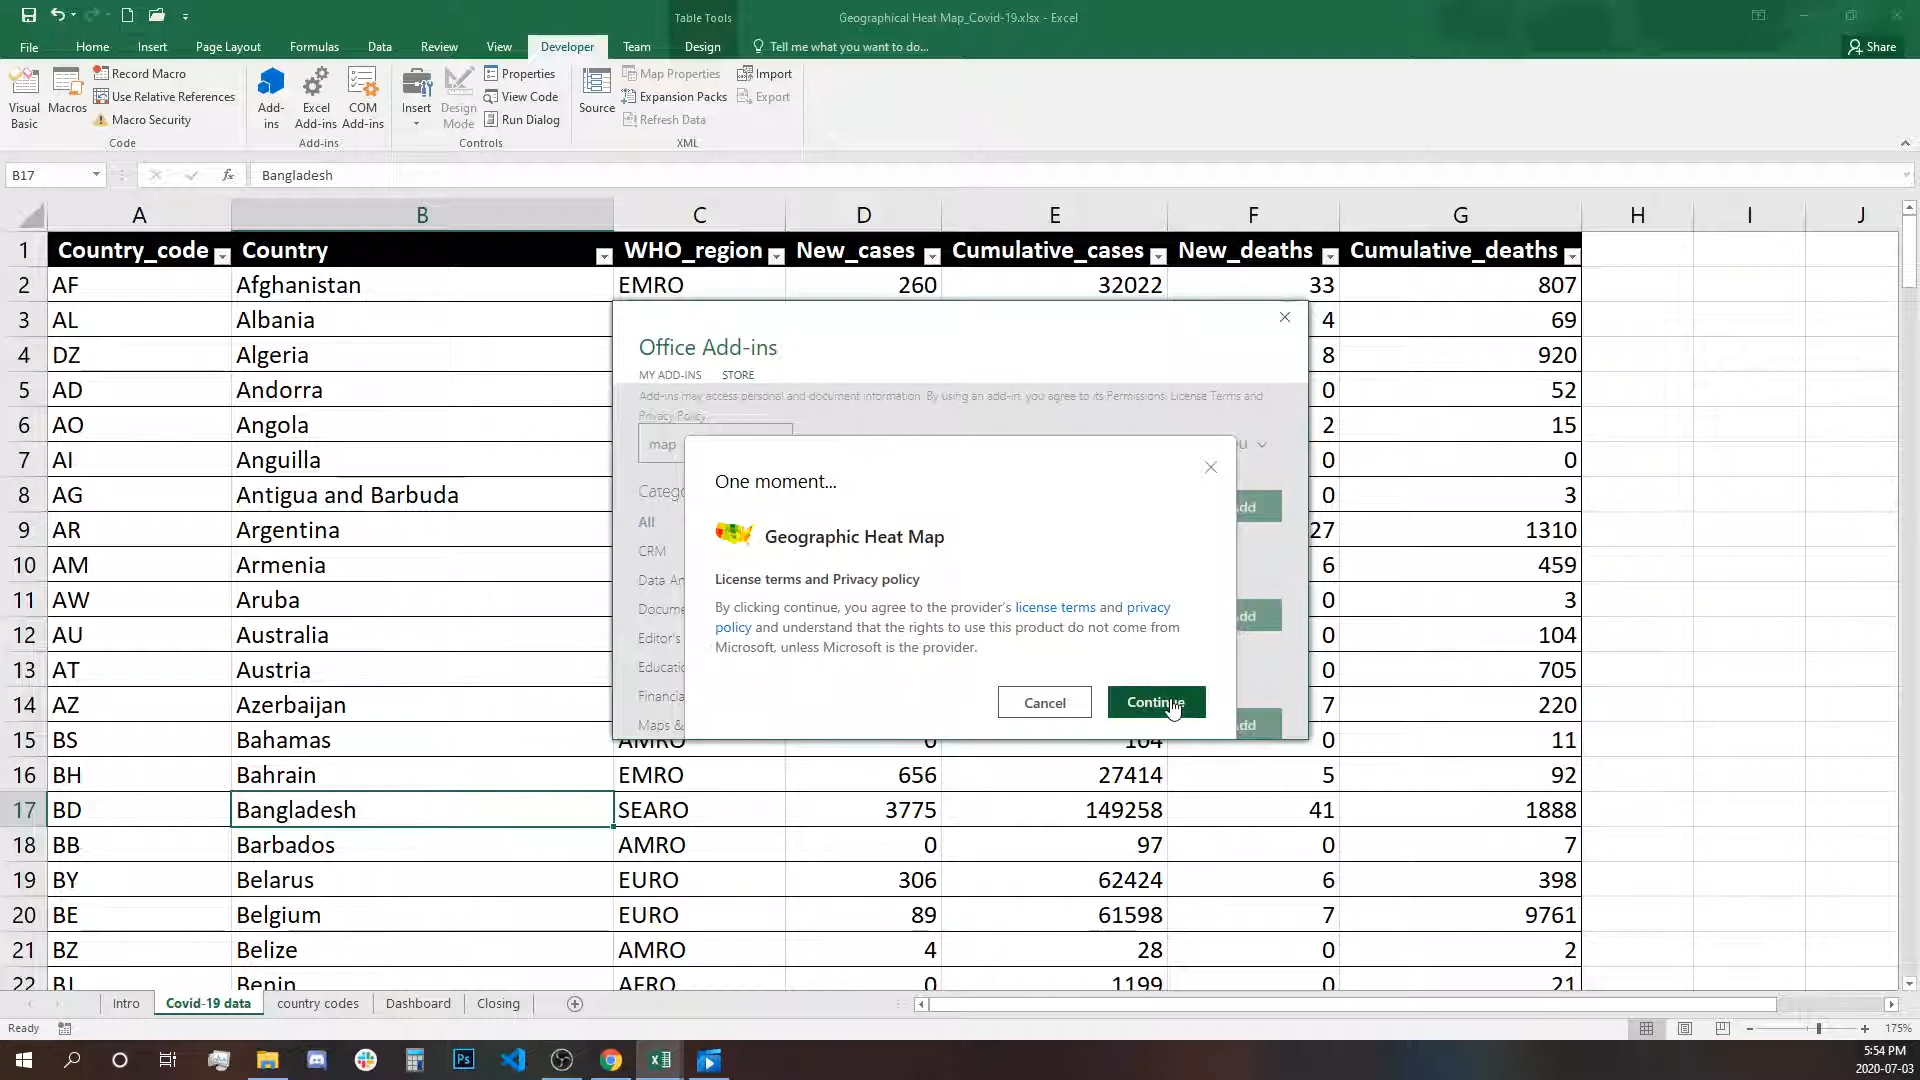 Table Tools
Geographical Heat Map_Covid-19.xlsx - Excel
File Home Insert Page Layout Formulas Data Review View Developer Team Design Tell me what you want to do... Share
Visual Basic
Macros
Record Macro
Use Relative References
Macro Security
Code
Add-ins
Excel Add-ins
COM Add-ins
Add-ins
Insert
Design Mode
Properties
View Code
Run Dialog
Controls
Source
Map Properties
Expansion Packs
Refresh Data
Import
Export
XML
B17 fx Bangladesh
A B C D E F G H I J
1 Country_code Country WHO_region New_cases Cumulative_cases New_deaths Cumulative_deaths
2 AF Afghanistan EMRO 260 32022 33 807
3 AL Albania 4 69
4 DZ Algeria 8 920
5 AD Andorra 0 52
6 AO Angola 2 15
7 AI Anguilla 0 0
8 AG Antigua and Barbuda 0 3
9 AR Argentina 27 1310
10 AM Armenia 6 459
11 AW Aruba 0 3
12 AU Australia 0 104
13 AT Austria 0 705
14 AZ Azerbaijan 7 220
15 BS Bahamas AMRO 0 104 0 11
16 BH Bahrain EMRO 656 27414 5 92
17 BD Bangladesh SEARO 3775 149258 41 1888
18 BB Barbados AMRO 0 97 0 7
19 BY Belarus EURO 306 62424 6 398
20 BE Belgium EURO 89 61598 7 9761
21 BZ Belize AMRO 4 28 0 2
22 BJ Benin AFRO 0 1199 0 21
Office Add-ins
MY ADD-INS STORE
Add-ins may access personal and document information. By using an add-in, you agree to its Permissions, License Terms and
Privacy Policy.
map
Catego
All
CRM
Data An
Docume
Editor's
Educatio
Financia
Maps &
dd
dd
dd
One moment...
Geographic Heat Map
License terms and Privacy policy
By clicking continue, you agree to the provider's license terms and privacy
policy and understand that the rights to use this product do not come from
Microsoft, unless Microsoft is the provider.
Cancel Continue
Intro Covid-19 data country codes Dashboard Closing
Ready 175%
5:54 PM
2020-07-03